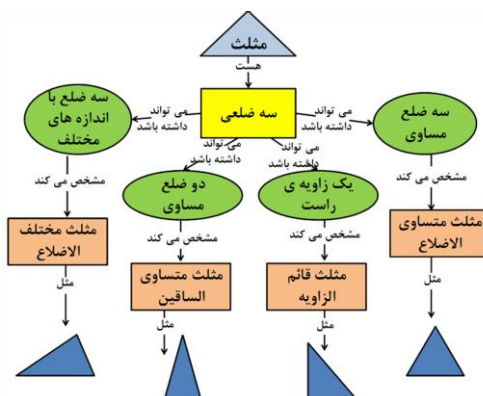 مثلث
هست
سه ضلعی
می تواند
داشته باشد
می تواند
داشته باشد
می تواند
داشته باشد
می تواند
داشته باشد
سه ضلع
مساوی
یک زاویه ی
راست
دو ضلع
مساوی
سه ضلع با
اندازه های
مختلف
مشخص می کند
مشخص می کند
مشخص می کند
مشخص می کند
مثلث متساوی
الاضلاع
مثلث قائم
الزاویه
مثلث متساوی
الساقین
مثلث مختلف
الاضلاع
مثل
مثل
مثل
مثل